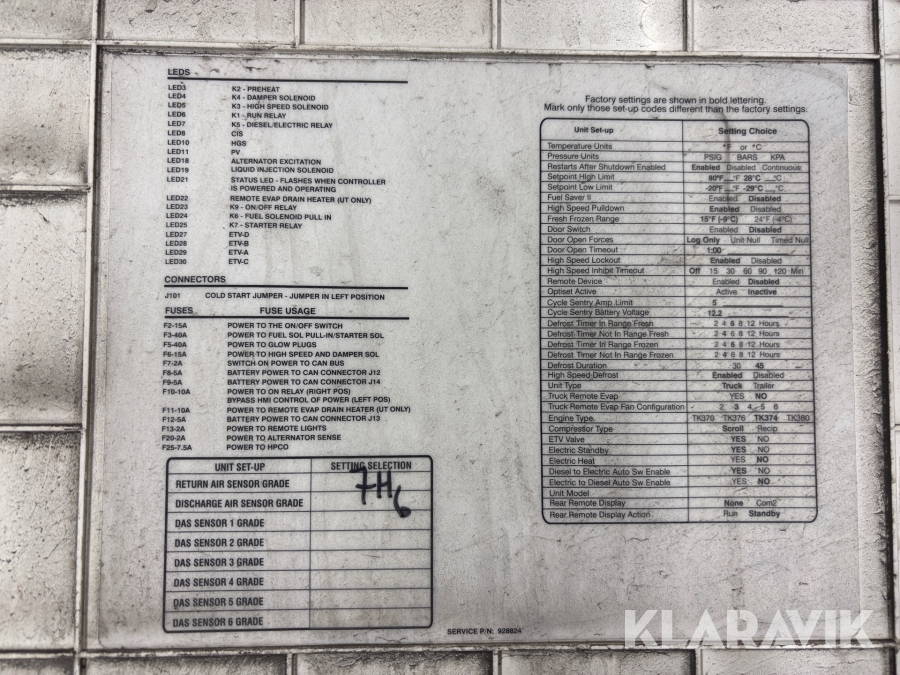 LEDS
LED3 K2 - PREHEAT
LED4 K4 - DAMPER SOLENOID
LED5 K3 - HIGH SPEED SOLENOID
LED6 K1 - RUN RELAY
LED7 K5 - DIESEL/ELECTRIC RELAY
LED8 CIS
LED10 HGS
LED11 PV
LED18 ALTERNATOR EXCITATION
LED19 LIQUID INJECTION SOLENOID
LED21 STATUS LED - FLASHES WHEN CONTROLLER
IS POWERED AND OPERATING
LED22 REMOTE EVAP DRAIN HEATER (UT ONLY)
LED23 K9 - ON/OFF RELAY
LED24 K6 - FUEL SOLENOID PULL IN
LED25 K7 - STARTER RELAY
LED27 ETV-D
LED28 ETV-B
LED29 ETV-A
LED30 ETV-C
CONNECTORS
J101 COLD START JUMPER - JUMPER IN LEFT POSITION
FUSES FUSE USAGE
F2-15A POWER TO THE ON/OFF SWITCH
F3-40A POWER TO FUEL SOL PULL-IN/STARTER SOL
F5-40A POWER TO GLOW PLUGS
F6-15A POWER TO HIGH SPEED AND DAMPER SOL
F7-2A SWITCH ON POWER TO CAN BUS
F8-5A BATTERY POWER TO CAN CONNECTOR J12
F9-5A BATTERY POWER TO CAN CONNECTOR J14
F10-10A POWER TO ON RELAY (RIGHT POS)
BYPASS HMI CONTROL OF POWER (LEFT POS)
F11-10A POWER TO REMOTE EVAP DRAIN HEATER (UT ONLY)
F12-5A BATTERY POWER TO CAN CONNECTOR J13
F13-2A POWER TO REMOTE LIGHTS
F20-2A POWER TO ALTERNATOR SENSE
F25-7.5A POWER TO HPCO
UNIT SET-UP SETTING SELECTION
RETURN AIR SENSOR GRADE 7H
DISCHARGE AIR SENSOR GRADE 6
DAS SENSOR 1 GRADE
DAS SENSOR 2 GRADE
DAS SENSOR 3 GRADE
DAS SENSOR 4 GRADE
DAS SENSOR 5 GRADE
DAS SENSOR 6 GRADE
SERVICE P/N: 928824
Factory settings are shown in bold lettering.
Mark only those set-up codes different than the factory settings.
Unit Set-up Setting Choice
Temperature Units °F or °C
Pressure Units PSIG BARS KPA
Restarts After Shutdown Enabled Enabled Disabled Continuous
Setpoint High Limit 80°F __°F 28°C __°C
Setpoint Low Limit -20°F __°F -29°C __°C
Fuel Saver II Enabled Disabled
High Speed Pulldown Enabled Disabled
Fresh Frozen Range 15°F (-9°C) 24°F (-4°C)
Door Switch Enabled Disabled
Door Open Forces Log Only Unit Null Timed Null
Door Open Timeout 1:00
High Speed Lockout Enabled Disabled
High Speed Inhibit Timeout Off 15 30 60 90 120 Min
Remote Device Enabled Disabled
Optiset Active Active Inactive
Cycle Sentry Amp Limit 5
Cycle Sentry Battery Voltage 12.2
Defrost Timer In Range Fresh 2 4 6 8 12 Hours
Defrost Timer Not In Range Fresh 2 4 6 8 12 Hours
Defrost Timer In Range Frozen 2 4 6 8 12 Hours
Defrost Timer Not In Range Frozen 2 4 6 8 12 Hours
Defrost Duration 30 45
High Speed Defrost Enabled Disabled
Unit Type Truck Trailer
Truck Remote Evap YES NO
Truck Remote Evap Fan Configuration 2 3 4 5 6
Engine Type TK370 TK376 TK374 TK380
Compressior Type Scroll Recip
ETV Valve YES NO
Electric Standby YES NO
Electric Heat YES NO
Diesel to Electric Auto Sw Enable YES NO
Electric to Diesel Auto Sw Enable YES NO
Unit Model
Rear Remote Display None Com2
Rear Remote Display Action Run Standby
KLARAVIK